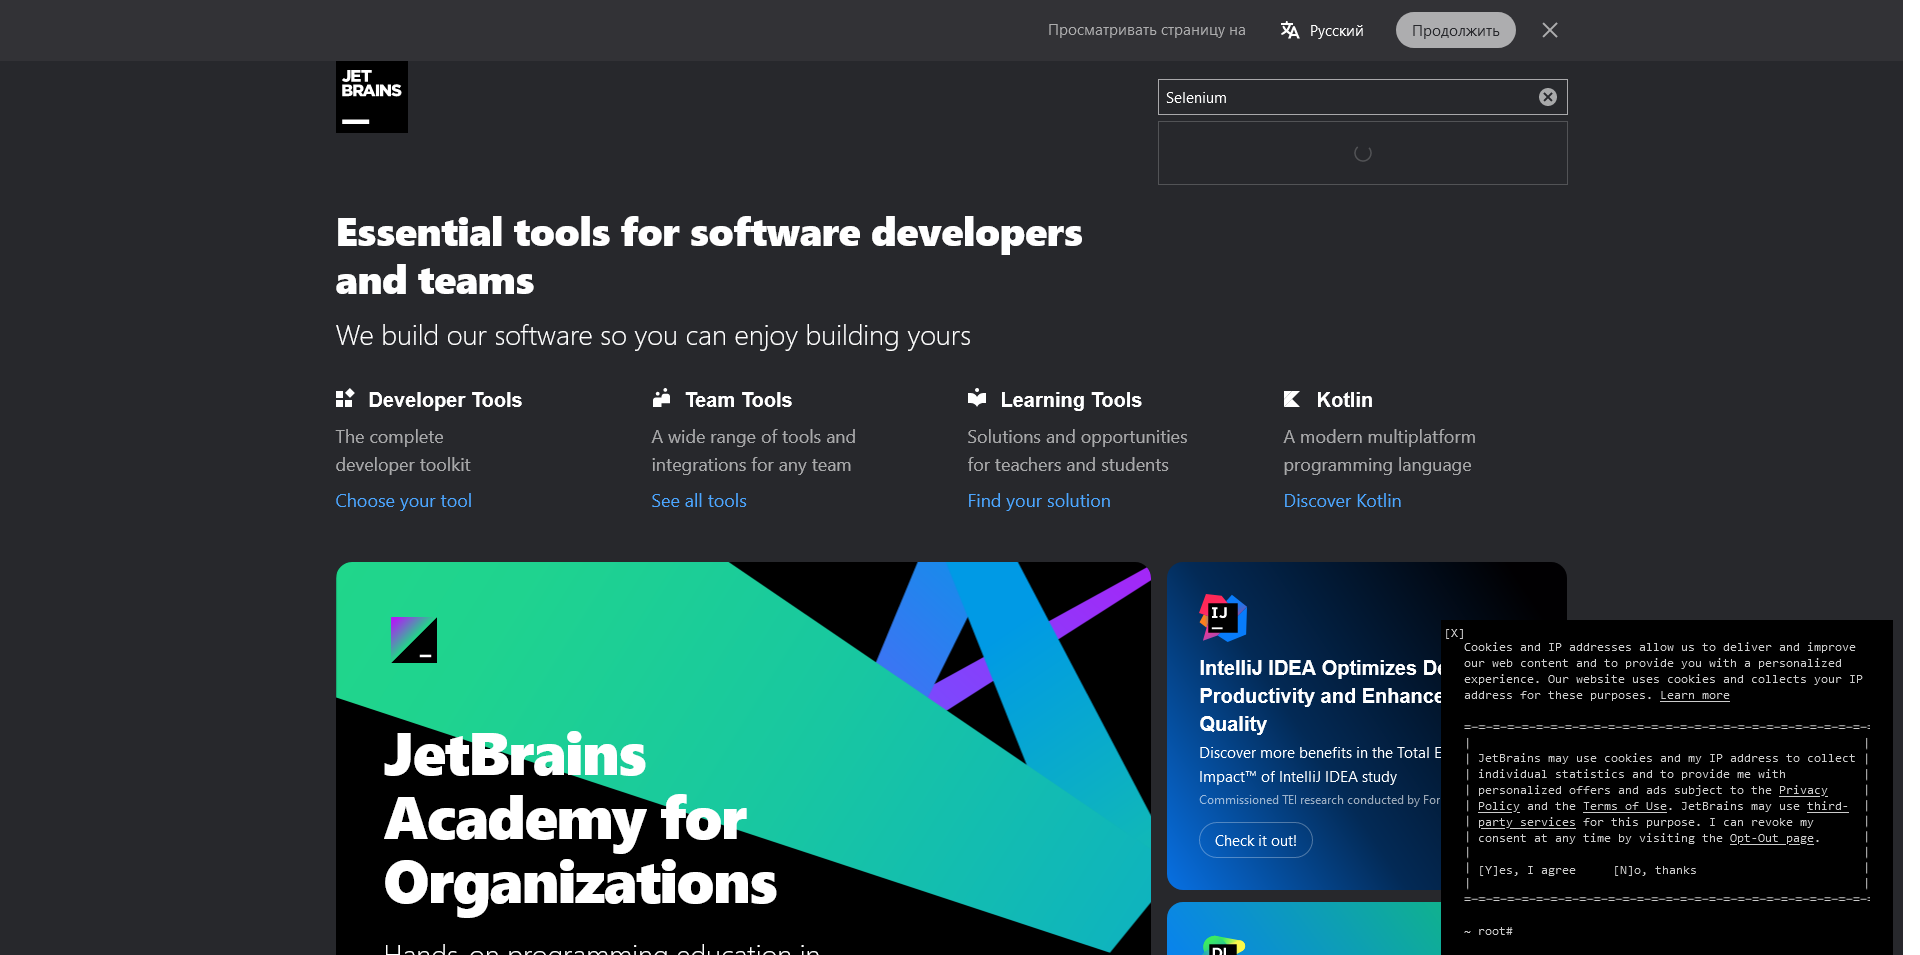 Просматривать страницу на Русский Продолжить
JET
BRAINS
Selenium
Essential tools for software developers
and teams
We build our software so you can enjoy building yours
Developer Tools
The complete
developer toolkit
Choose your tool
Team Tools
A wide range of tools and
integrations for any team
See all tools
Learning Tools
Solutions and opportunities
for teachers and students
Find your solution
Kotlin
A modern multiplatform
programming language
Discover Kotlin
JetBrains
Academy for
Organizations
Hands-on programming education in
IJ
IntelliJ IDEA Optimizes De
Productivity and Enhance
Quality
Discover more benefits in the Total E
Impact™ of IntelliJ IDEA study
Commissioned TEI research conducted by For
Check it out!
[X]
Cookies and IP addresses allow us to deliver and improve
our web content and to provide you with a personalized
experience. Our website uses cookies and collects your IP
address for these purposes. Learn more
JetBrains may use cookies and my IP address to collect
individual statistics and to provide me with
personalized offers and ads subject to the Privacy
Policy and the Terms of Use. JetBrains may use third-
party services for this purpose. I can revoke my
consent at any time by visiting the Opt-Out page.
[Y]es, I agree [N]o, thanks
~ root#